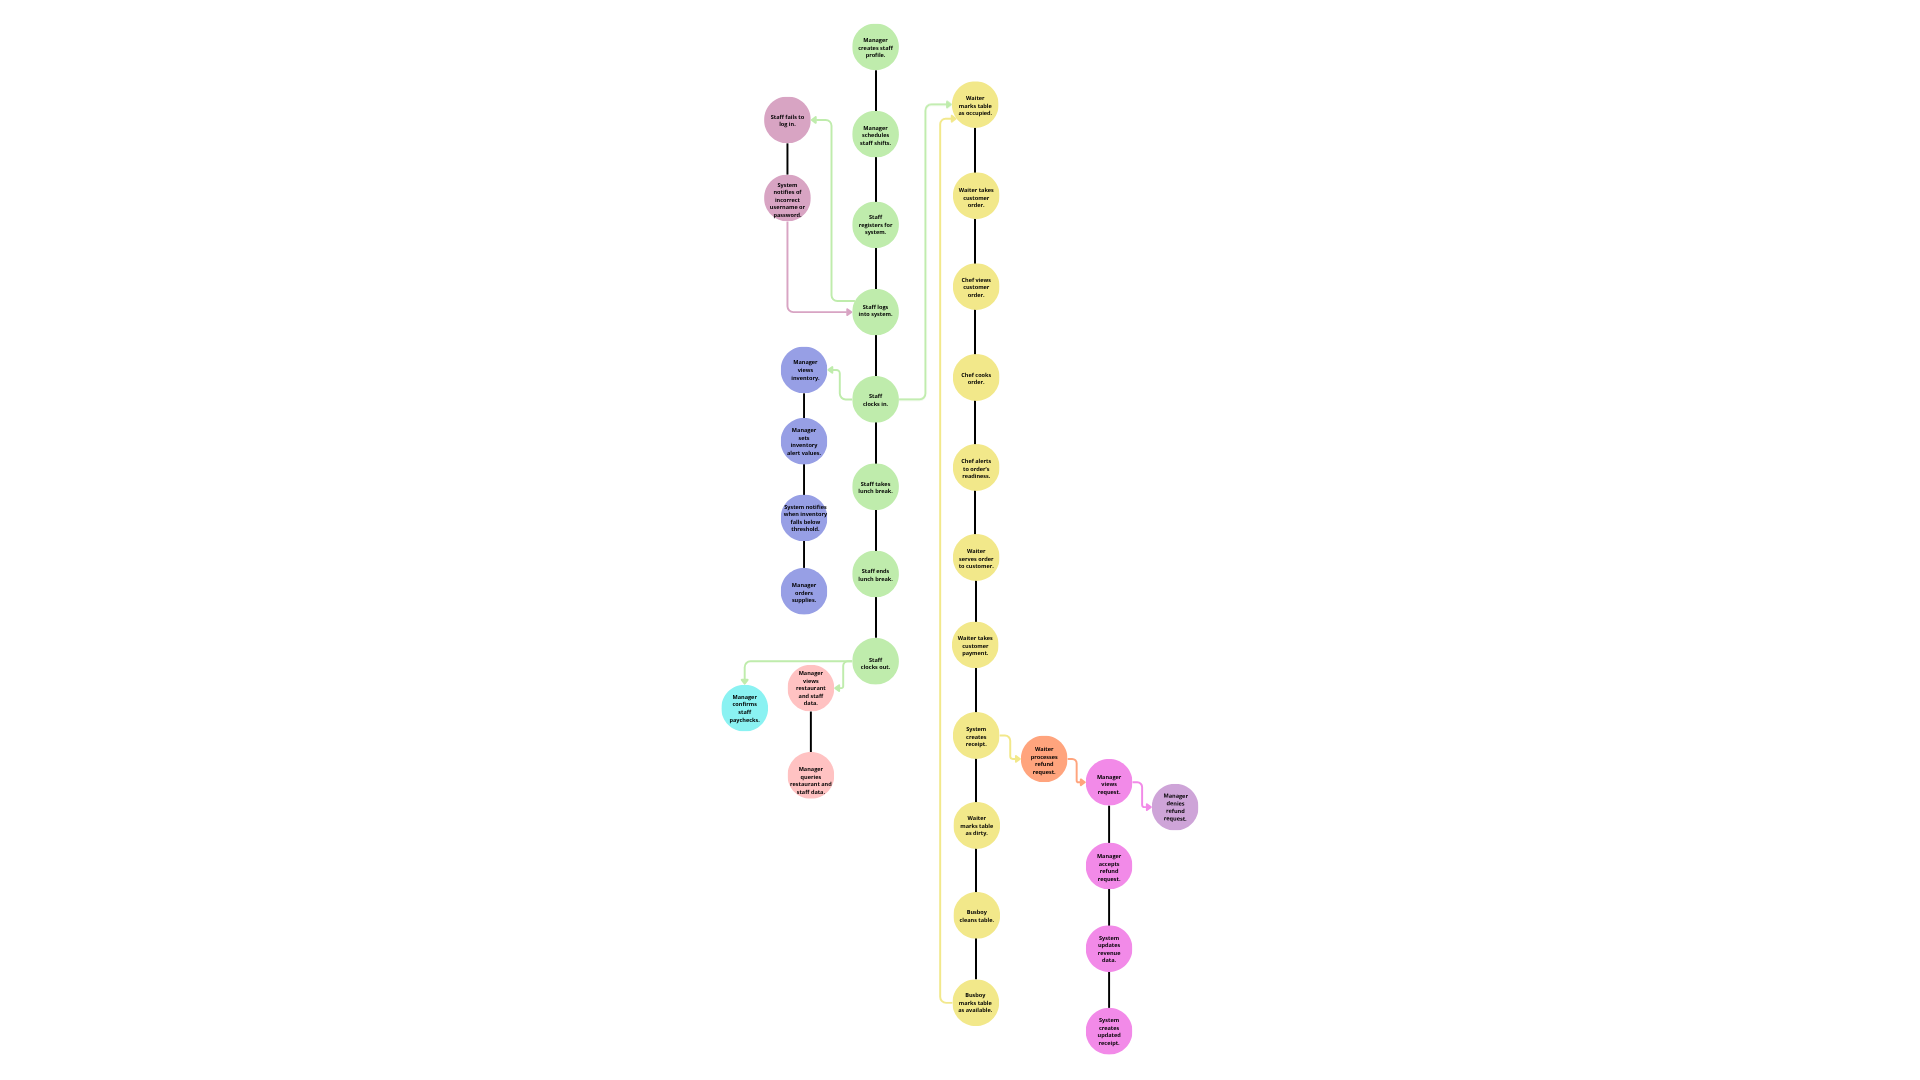 Manager
creates staff
profile.
Manager
schedules
staff shifts.
Staff
registers for
system.
Staff logs
into system.
Staff
clocks in.
Staff takes
lunch break.
Staff ends
lunch break.
Staff
clocks out.
Staff fails to
log in.
System
notifies of
incorrect
username or
password.
Manager
views
inventory.
Manager
sets
inventory
alert values.
System notifies
when inventory
falls below
threshold.
Manager
orders
supplies.
Manager
confirms
staff
paychecks.
Manager
views
restaurant
and staff
data.
Manager
queries
restaurant and
staff data.
Waiter
marks table
as occupied.
Waiter takes
customer
order.
Chef views
customer
order.
Chef cooks
order.
Chef alerts
to order's
readiness.
Waiter
serves order
to customer.
Waiter takes
customer
payment.
System
creates
receipt.
Waiter
marks table
as dirty.
Busboy
cleans table.
Busboy
marks table
as available.
Waiter
processes
refund
request.
Manager
views
request.
Manager
accepts
refund
request.
System
updates
revenue
data.
System
creates
updated
receipt.
Manager
denies
refund
request.